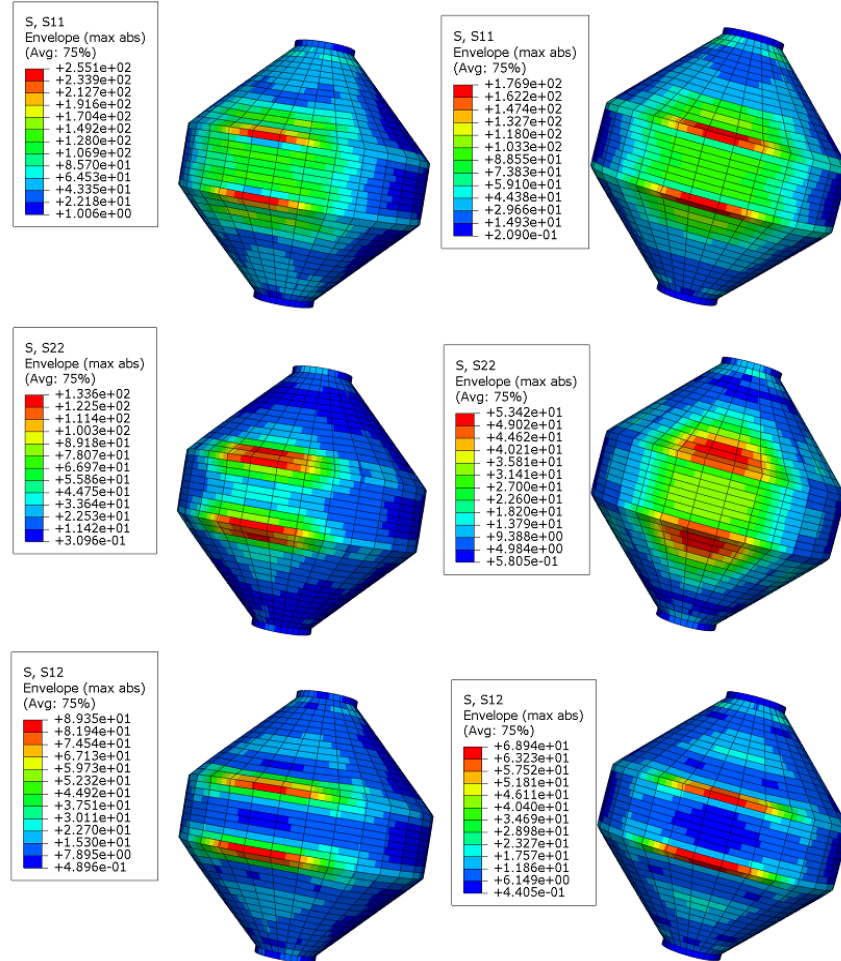 S, S11
Envelope (max abs)
(Avg: 75%)
+2.551e+02
+2.339e+02
+2.127e+02
+1.916e+02
+1.704e+02
+1.492e+02
+1.280e+02
+1.069e+02
+8.570e+01
+6.453e+01
+4.335e+01
+2.218e+01
+1.006e+00
S, S11
Envelope (max abs)
(Avg: 75%)
+1.769e+02
+1.622e+02
+1.474e+02
+1.327e+02
+1.180e+02
+1.033e+02
+8.855e+01
+7.383e+01
+5.910e+01
+4.438e+01
+2.966e+01
+1.493e+01
+2.090e-01
S, S22
Envelope (max abs)
(Avg: 75%)
+1.336e+02
+1.225e+02
+1.114e+02
+1.003e+02
+8.918e+01
+7.807e+01
+6.697e+01
+5.586e+01
+4.475e+01
+3.364e+01
+2.253e+01
+1.142e+01
+3.096e-01
S, S22
Envelope (max abs)
(Avg: 75%)
+5.342e+01
+4.902e+01
+4.462e+01
+4.021e+01
+3.581e+01
+3.141e+01
+2.700e+01
+2.260e+01
+1.820e+01
+1.379e+01
+9.388e+00
+4.984e+00
+5.805e-01
S, S12
Envelope (max abs)
(Avg: 75%)
+8.935e+01
+8.194e+01
+7.454e+01
+6.713e+01
+5.973e+01
+5.232e+01
+4.492e+01
+3.751e+01
+3.011e+01
+2.270e+01
+1.530e+01
+7.895e+00
+4.896e-01
S, S12
Envelope (max abs)
(Avg: 75%)
+6.894e+01
+6.323e+01
+5.752e+01
+5.181e+01
+4.611e+01
+4.040e+01
+3.469e+01
+2.898e+01
+2.327e+01
+1.757e+01
+1.186e+01
+6.149e+00
+4.405e-01